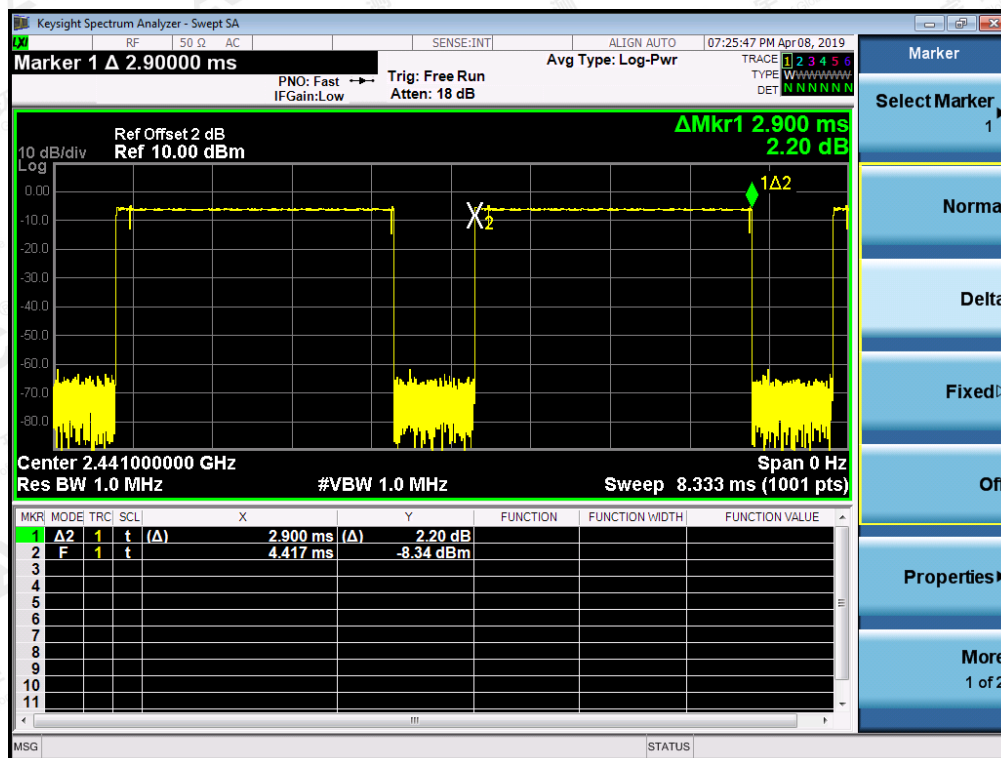 Keysight Spectrum Analyzer - Swept SA
LXI RF 50 Ω AC SENSE:INT ALIGN AUTO 07:25:47 PM Apr 08, 2019
Marker 1 Δ 2.90000 ms
PNO: Fast
IFGain:Low
Trig: Free Run
Atten: 18 dB
Avg Type: Log-Pwr
TRACE 1 2 3 4 5 6
TYPE WWWWWW
DET N N N N N N
ΔMkr1 2.900 ms
2.20 dB
Ref Offset 2 dB
10 dB/div Ref 10.00 dBm
Log
0.00
-10.0
-20.0
-30.0
-40.0
-50.0
-60.0
-70.0
-80.0
X2
1Δ2
Center 2.441000000 GHz Span 0 Hz
Res BW 1.0 MHz #VBW 1.0 MHz Sweep 8.333 ms (1001 pts)
MKR MODE TRC SCL X Y FUNCTION FUNCTION WIDTH FUNCTION VALUE
1 Δ2 1 t (Δ) 2.900 ms (Δ) 2.20 dB
2 F 1 t 4.417 ms -8.34 dBm
3
4
5
6
7
8
9
10
11
MSG STATUS
Marker
Select Marker
1
Norma
Delta
Fixed
Off
Properties
More
1 of 2